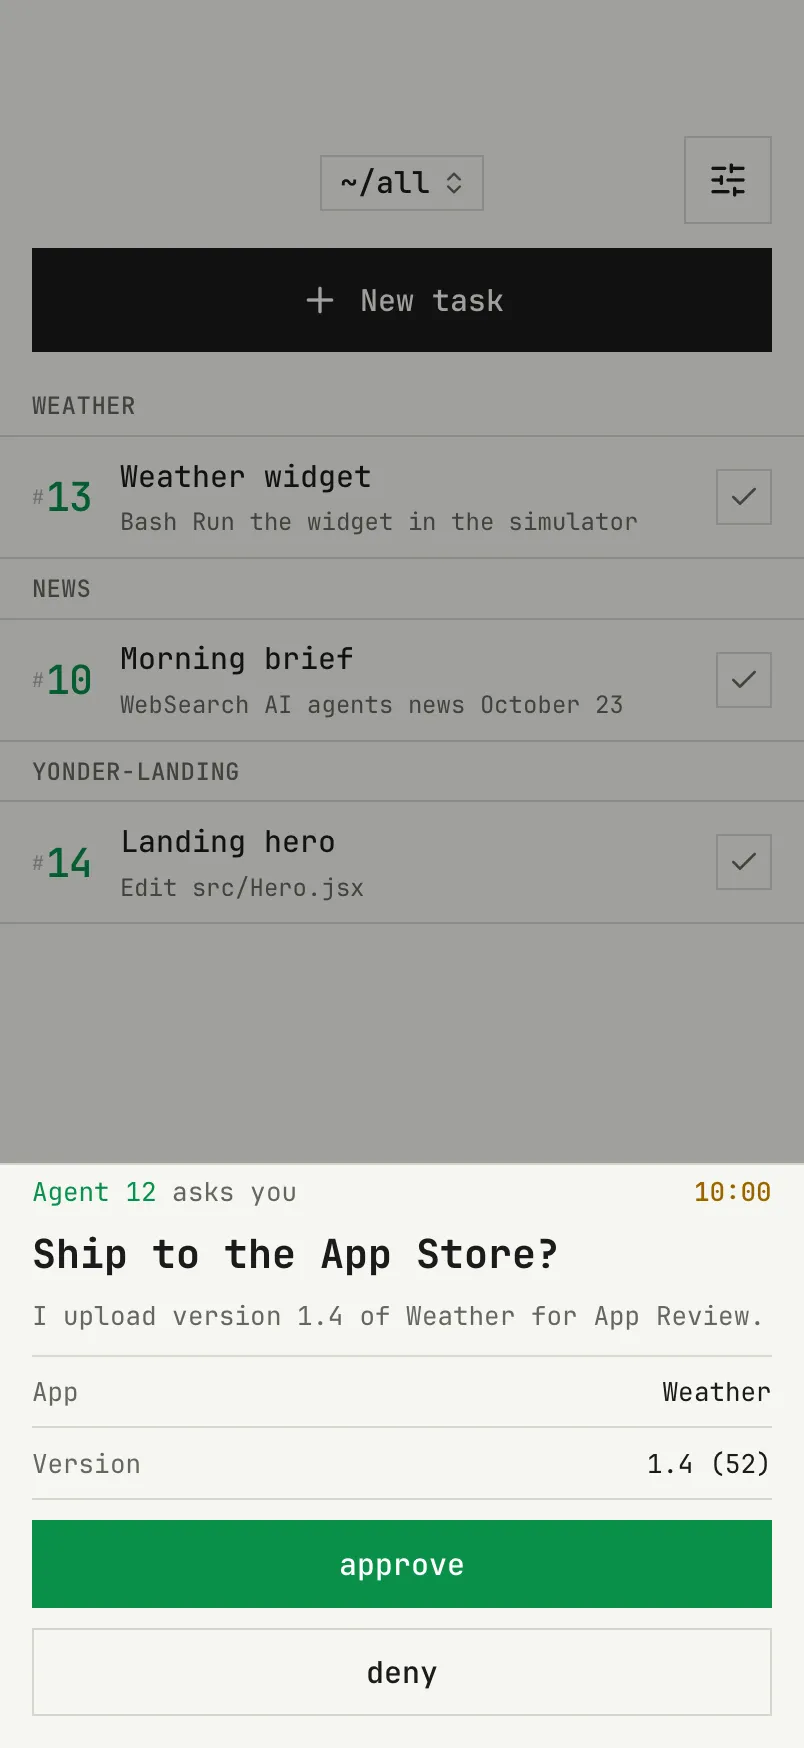 ~/all
New task
WEATHER
#13
Weather widget
Bash Run the widget in the simulator
NEWS
#10
Morning brief
WebSearch AI agents news October 23
YONDER-LANDING
#14
Landing hero
Edit src/Hero.jsx
Agent 12 asks you 10:00
Ship to the App Store?
I upload version 1.4 of Weather for App Review.
App Weather
Version 1.4 (52)
approve
deny